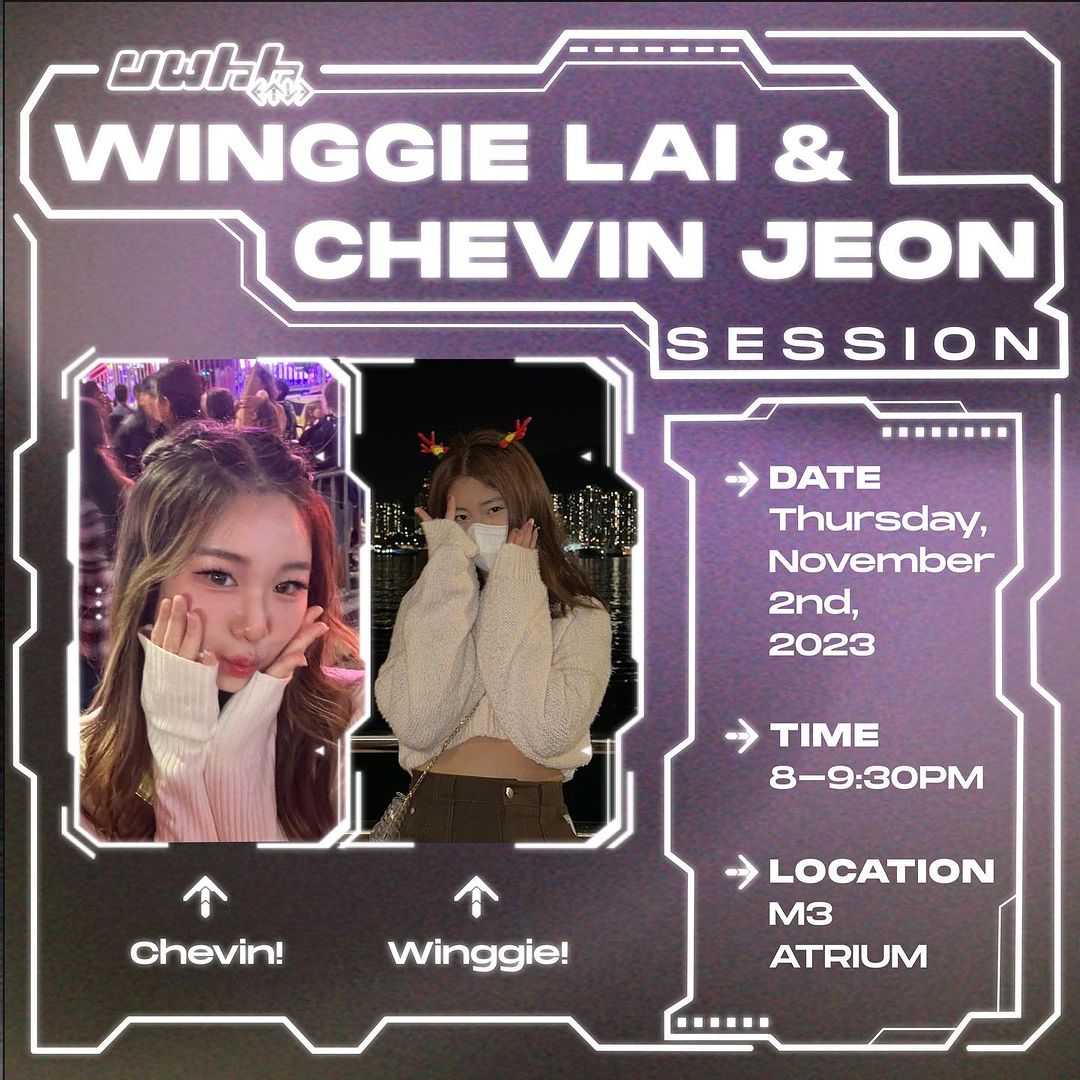 uwhh
WINGGIE LAI &
CHEVIN JEON
SESSION
DATE
Thursday,
November
2nd,
2023
TIME
8–9:30PM
LOCATION
M3
ATRIUM
Chevin! Winggie!